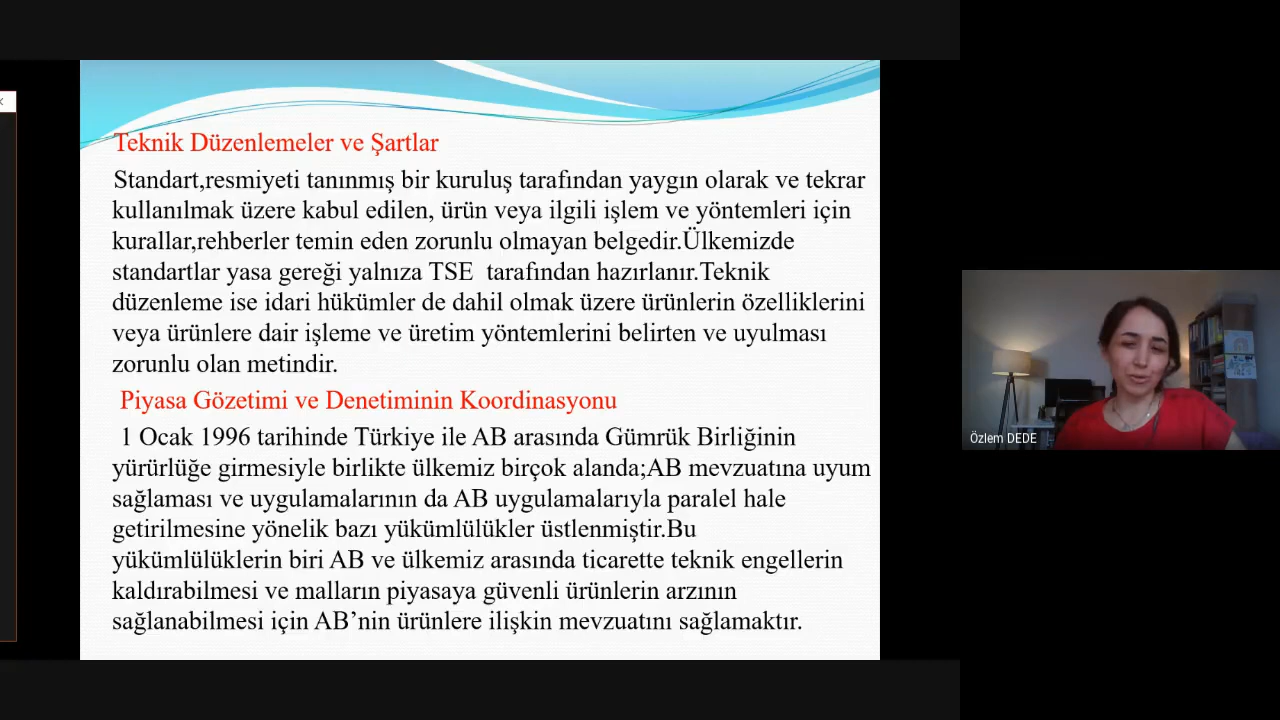 Teknik Düzenlemeler ve Şartlar
Standart,resmiyeti tanınmış bir kuruluş tarafından yaygın olarak ve tekrar
kullanılmak üzere kabul edilen, ürün veya ilgili işlem ve yöntemleri için
kurallar,rehberler temin eden zorunlu olmayan belgedir.Ülkemizde
standartlar yasa gereği yalnıza TSE tarafından hazırlanır.Teknik
düzenleme ise idari hükümler de dahil olmak üzere ürünlerin özelliklerini
veya ürünlere dair işleme ve üretim yöntemlerini belirten ve uyulması
zorunlu olan metindir.
Piyasa Gözetimi ve Denetiminin Koordinasyonu
1 Ocak 1996 tarihinde Türkiye ile AB arasında Gümrük Birliğinin
yürürlüğe girmesiyle birlikte ülkemiz birçok alanda;AB mevzuatına uyum
sağlaması ve uygulamalarının da AB uygulamalarıyla paralel hale
getirilmesine yönelik bazı yükümlülükler üstlenmiştir.Bu
yükümlülüklerin biri AB ve ülkemiz arasında ticarette teknik engellerin
kaldırabilmesi ve malların piyasaya güvenli ürünlerin arzının
sağlanabilmesi için AB’nin ürünlere ilişkin mevzuatını sağlamaktır.
Özlem DEDE